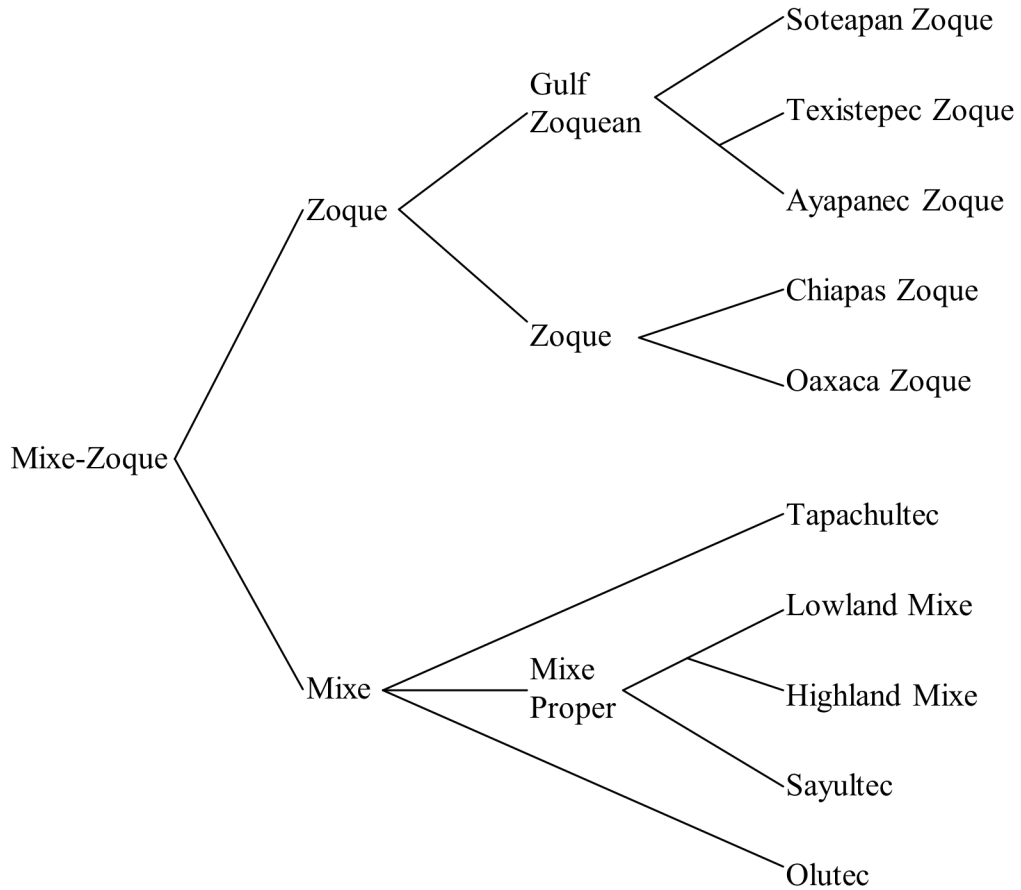 Soteapan Zoque
Gulf
Zoquean
Texistepec Zoque
Ayapanec Zoque
Zoque
Chiapas Zoque
Zoque
Oaxaca Zoque
Mixe-Zoque
Tapachultec
Lowland Mixe
Mixe
Proper
Mixe
Highland Mixe
Sayultec
Olutec